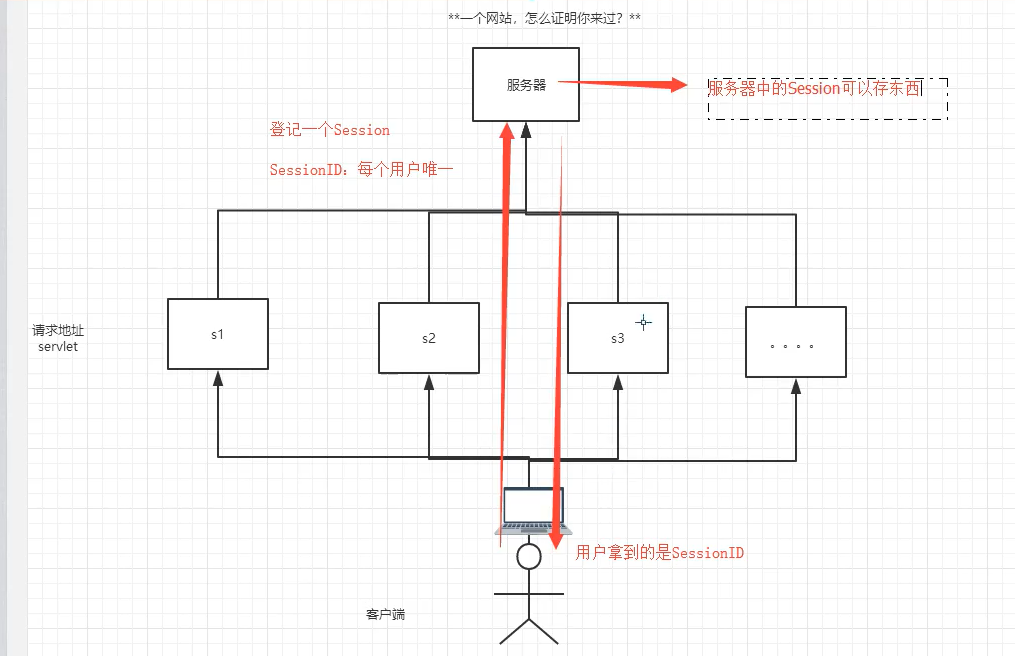 **一个网站，怎么证明你来过？**
服务器
服务器中的Session可以存东西
登记一个Session
SessionID：每个用户唯一
请求地址
servlet
s1
s2
s3
。。。。
用户拿到的是SessionID
客户端